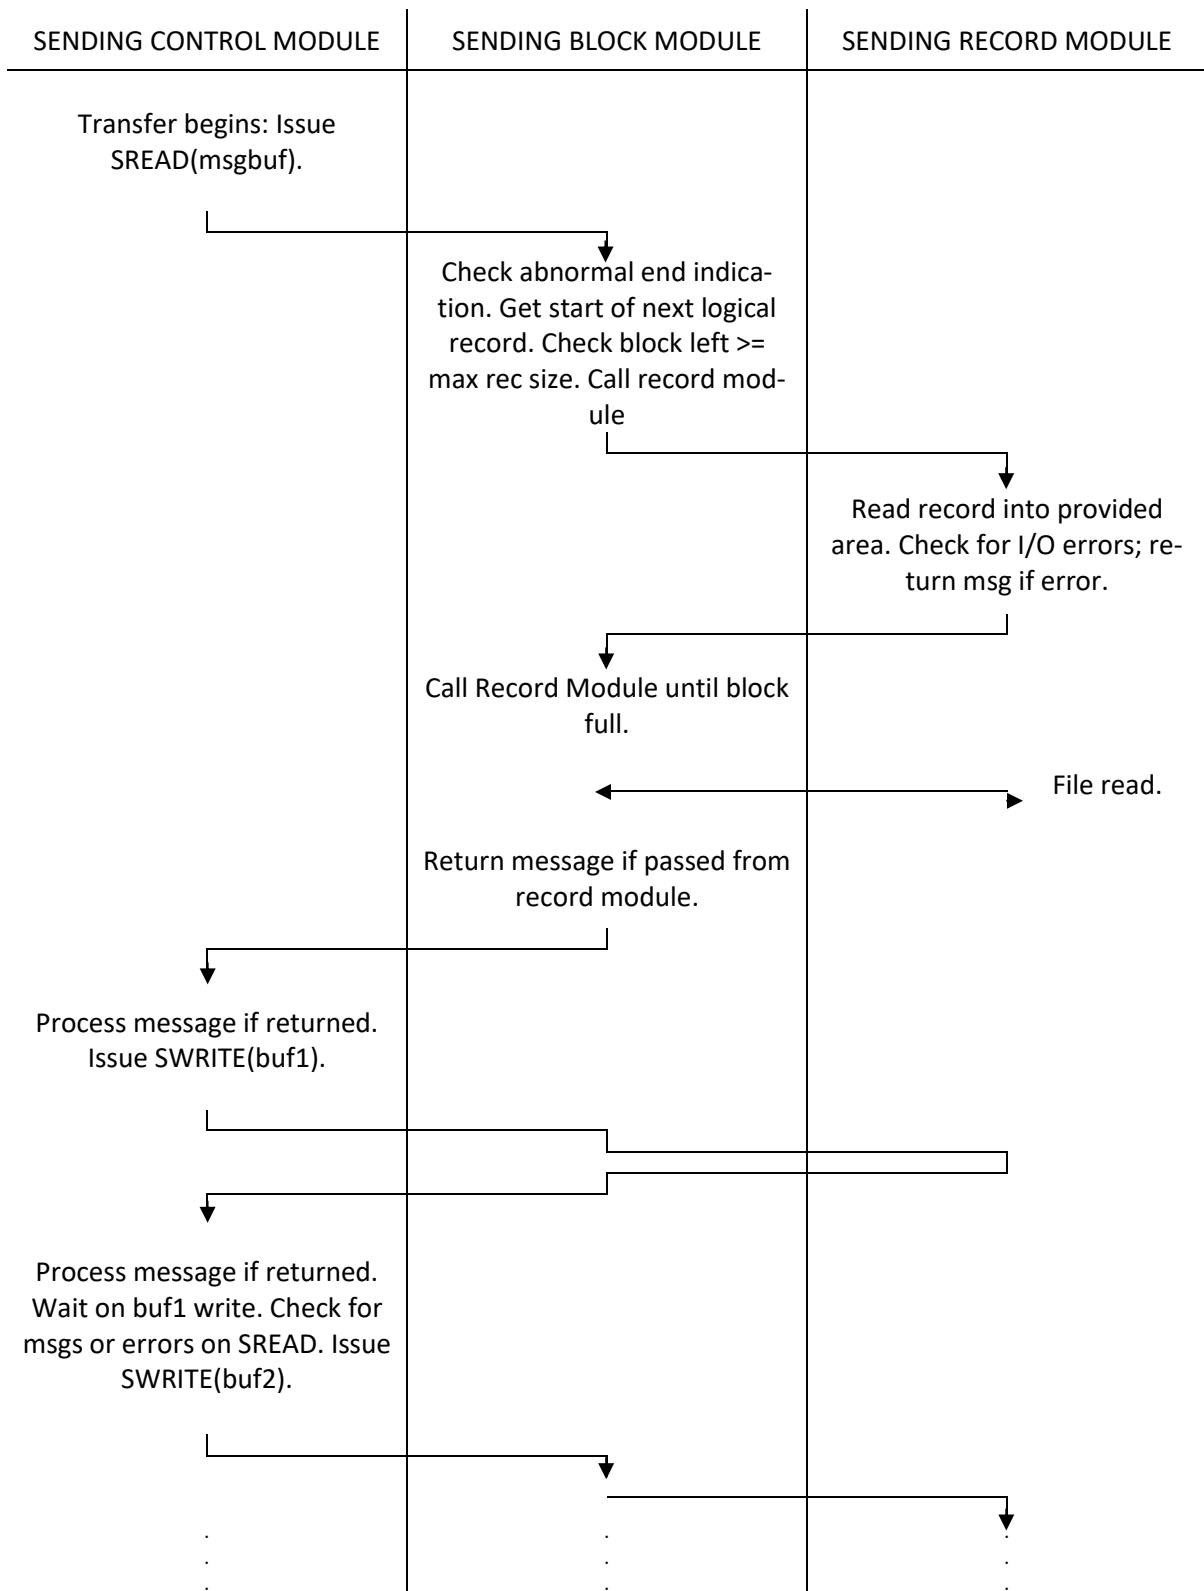 SENDING CONTROL MODULE
SENDING BLOCK MODULE
SENDING RECORD MODULE
Transfer begins: Issue
SREAD(msgbuf).
Check abnormal end indica-
tion. Get start of next logical
record. Check block left >=
max rec size. Call record mod-
ule
Read record into provided
area. Check for I/O errors; re-
turn msg if error.
Call Record Module until block
full.
File read.
Return message if passed from
record module.
Process message if returned.
Issue SWRITE(buf1).
Process message if returned.
Wait on buf1 write. Check for
msgs or errors on SREAD. Issue
SWRITE(buf2).
. . .
. . .
. . .